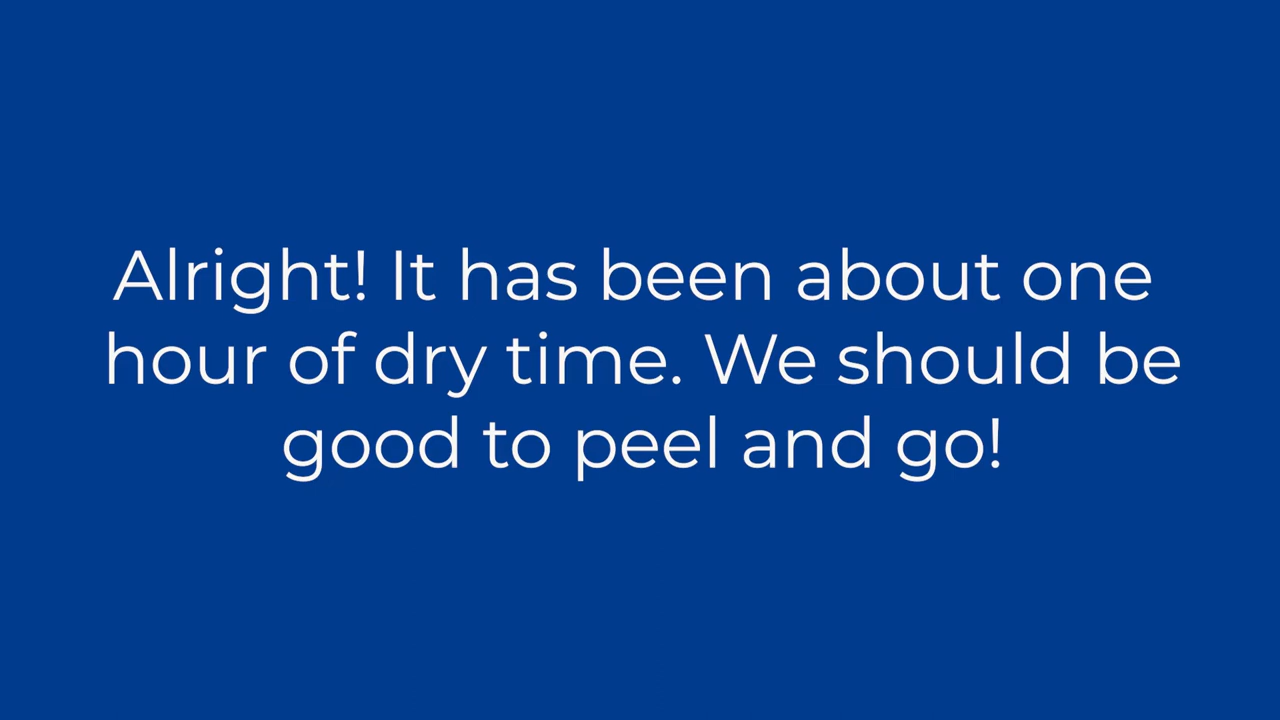 Alright! It has been about one
hour of dry time. We should be
good to peel and go!